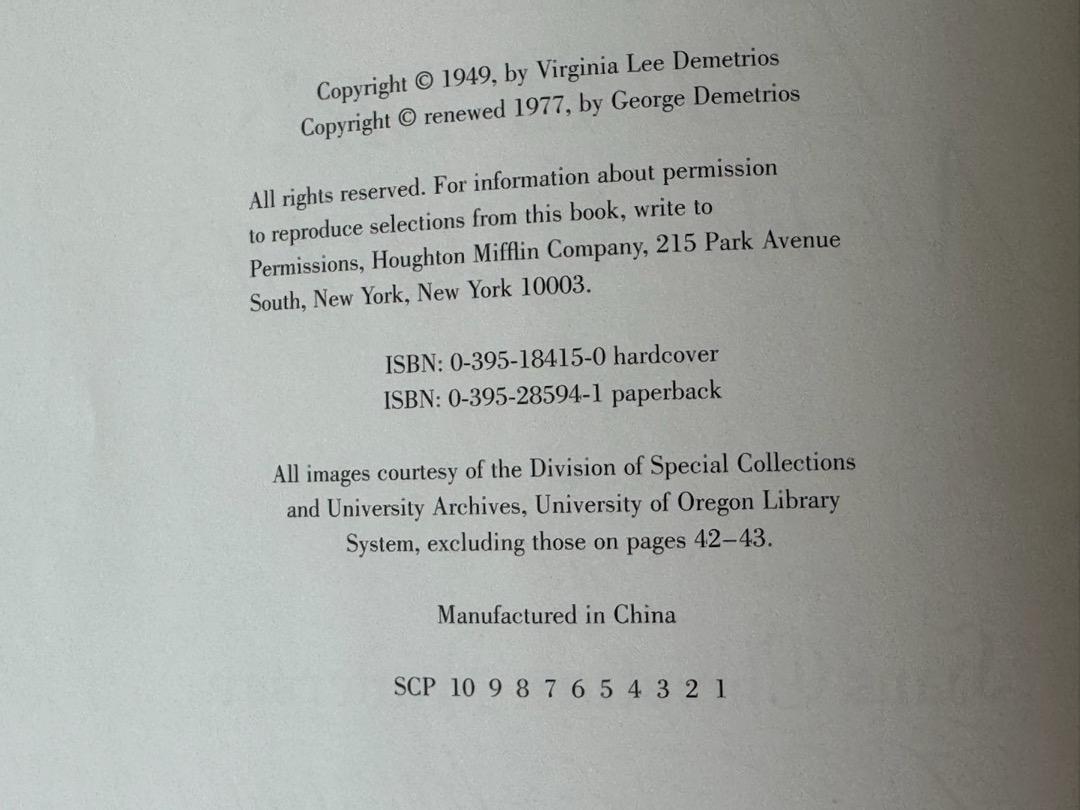 Copyright © 1949, by Virginia Lee Demetrios
Copyright © renewed 1977, by George Demetrios
All rights reserved. For information about permission
to reproduce selections from this book, write to
Permissions, Houghton Mifflin Company, 215 Park Avenue
South, New York, New York 10003.
ISBN: 0-395-18415-0 hardcover
ISBN: 0-395-28594-1 paperback
All images courtesy of the Division of Special Collections
and University Archives, University of Oregon Library
System, excluding those on pages 42–43.
Manufactured in China
SCP 10 9 8 7 6 5 4 3 2 1